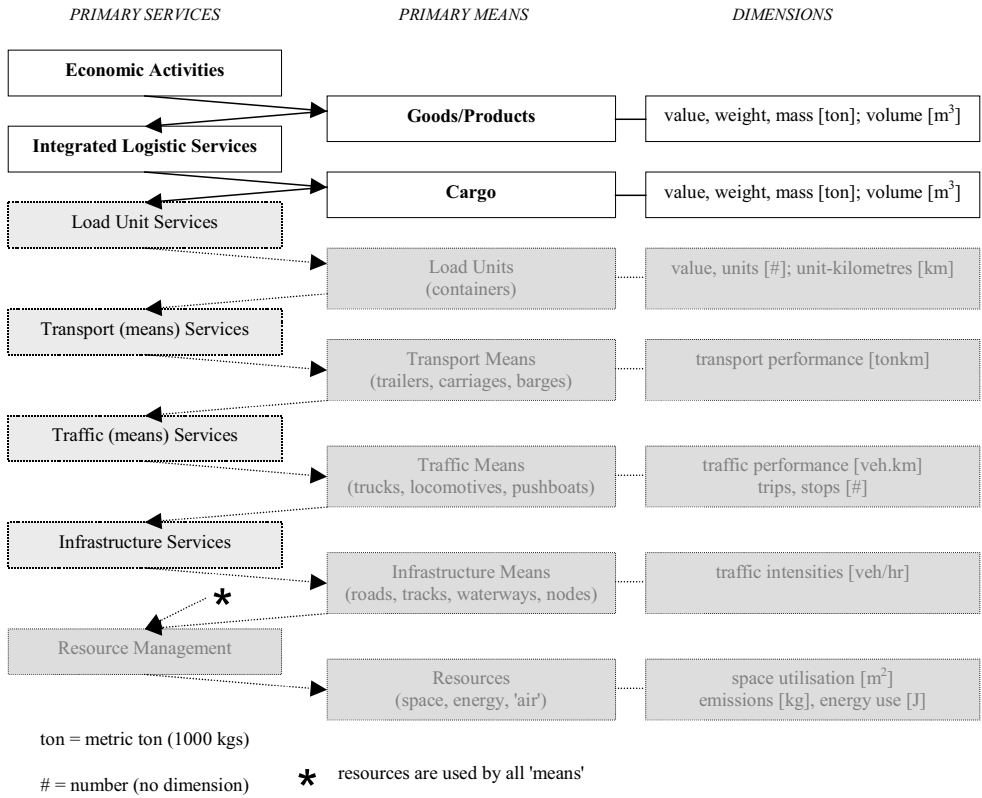 PRIMARY SERVICES PRIMARY MEANS DIMENSIONS
Economic Activities
Goods/Products value, weight, mass [ton]; volume [m³]
Integrated Logistic Services
Cargo value, weight, mass [ton]; volume [m³]
Load Unit Services
Load Units value, units [#]; unit-kilometres [km]
(containers)
Transport (means) Services
Transport Means transport performance [tonkm]
(trailers, carriages, barges)
Traffic (means) Services
Traffic Means traffic performance [veh.km]
(trucks, locomotives, pushboats) trips, stops [#]
Infrastructure Services
Infrastructure Means traffic intensities [veh/hr]
(roads, tracks, waterways, nodes)
*
Resource Management
Resources space utilisation [m²]
(space, energy, 'air') emissions [kg], energy use [J]
ton = metric ton (1000 kgs)
# = number (no dimension) * resources are used by all 'means'